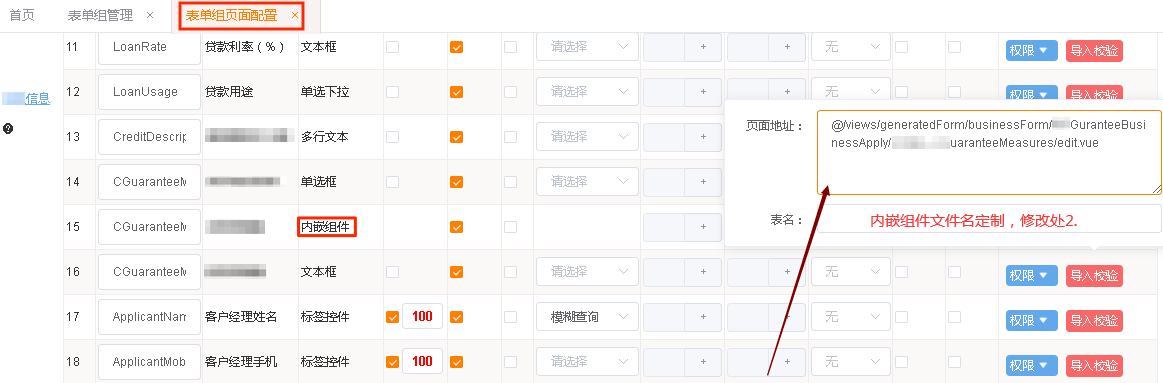 首页 表单组管理 × 表单组页面配置 ×
信息
11 LoanRate 贷款利率（%） 文本框 请选择 + + 无 权限 导入校验
12 LoanUsage 贷款用途 单选下拉 请选择 + + 无 权限 导入校验
13 CreditDescrip 多行文本 请选择 +
14 CGuaranteeM 单选框 请选择 +
15 CGuaranteeM 内嵌组件 +
页面地址：
@/views/generatedForm/businessForm/ GuranteeBusi
nessApply/ uaranteeMeasures/edit.vue
表名：
内嵌组件文件名定制，修改处2.
16 CGuaranteeM 文本框 请选择 + + 无 权限 导入校验
17 ApplicantNam 客户经理姓名 标签控件 100 模糊查询 + + 无 权限 导入校验
18 ApplicantMob 客户经理手机 标签控件 100 请选择 + + 无 权限 导入校验